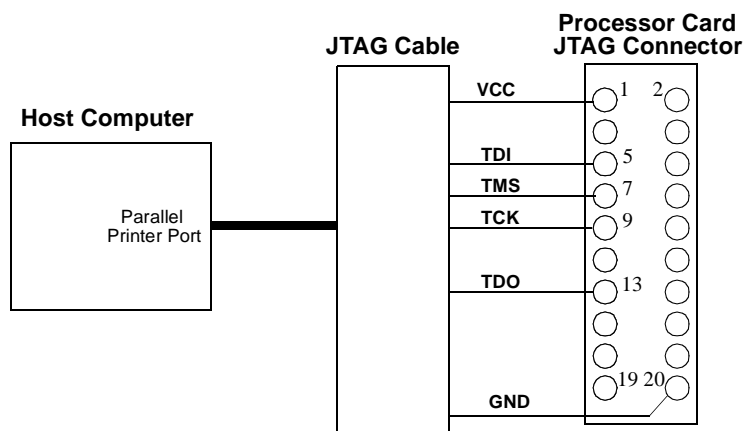 Processor Card
JTAG Connector
JTAG Cable
Host Computer
Parallel
Printer Port
VCC
1 2
TDI
5
TMS
7
TCK
9
TDO
13
19 20
GND